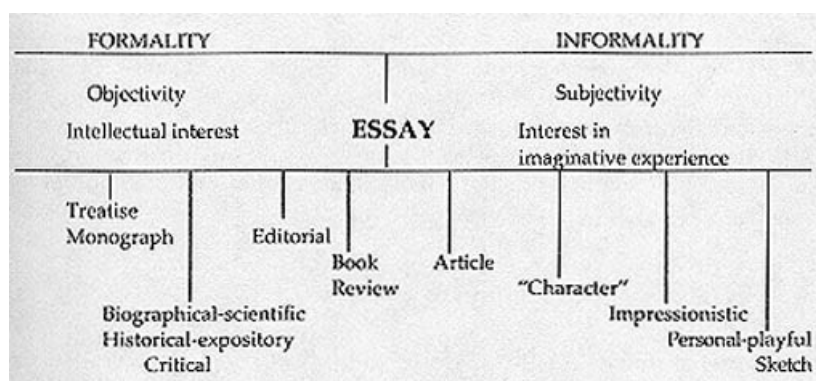 FORMALITY INFORMALITY
Objectivity Subjectivity
Intellectual interest ESSAY Interest in
imaginative experience
Treatise
Monograph
Editorial
Book
Review
Article
Biographical-scientific
Historical-expository
Critical
"Character"
Impressionistic
Personal-playful
Sketch